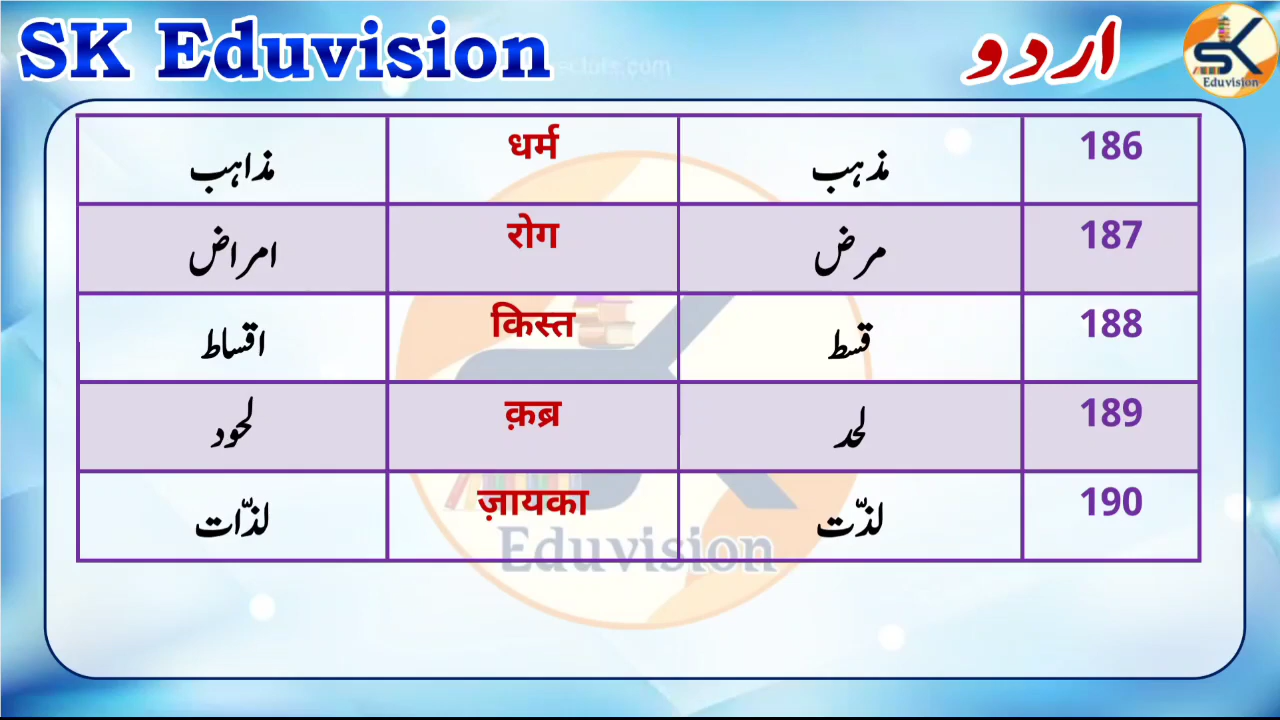 SK Eduvision
اردو
SK
Eduvision
186 مذہب धर्म مذاہب
187 مرض रोग امراض
188 قسط किस्त اقساط
189 لحد क़ब्र لحود
190 لذّت ज़ायका لذّات
Eduvision